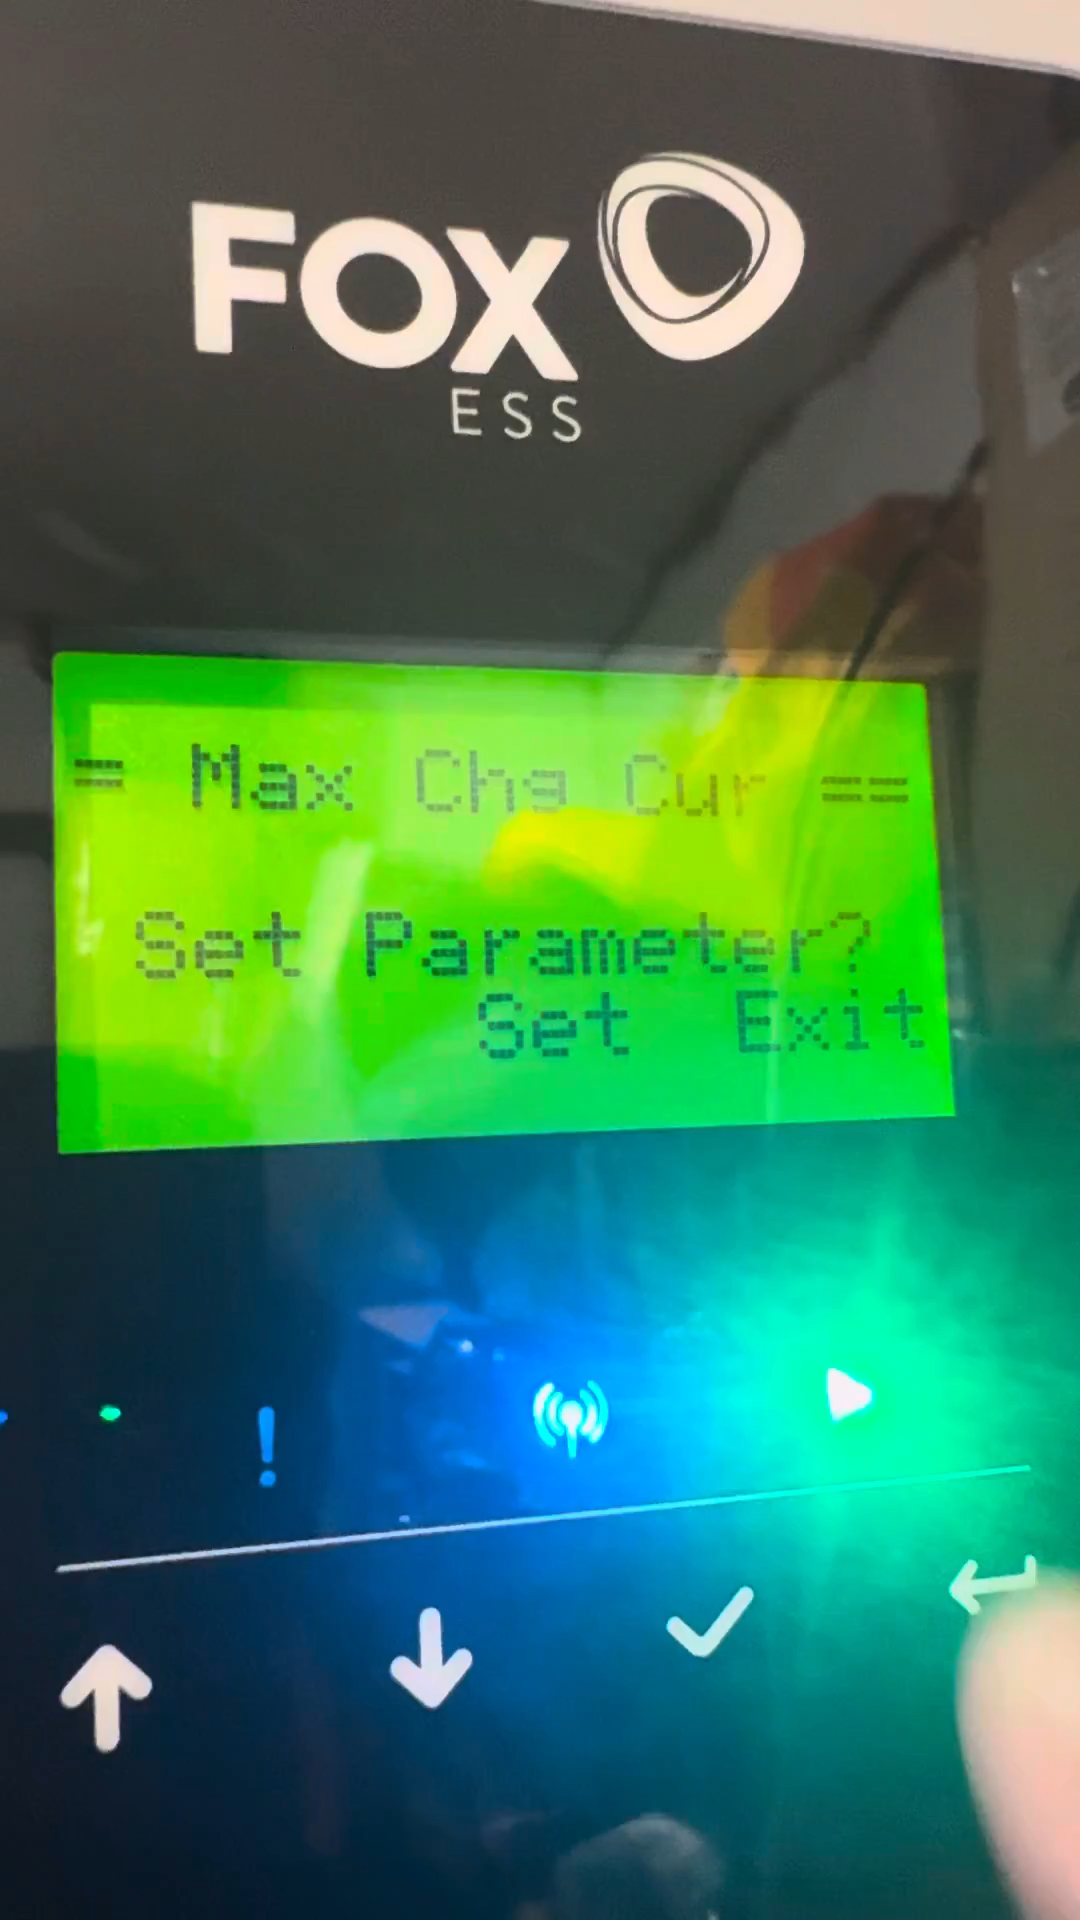 FOX
ESS
= Max Chg Cur ==
Set Parameter?
Set Exit